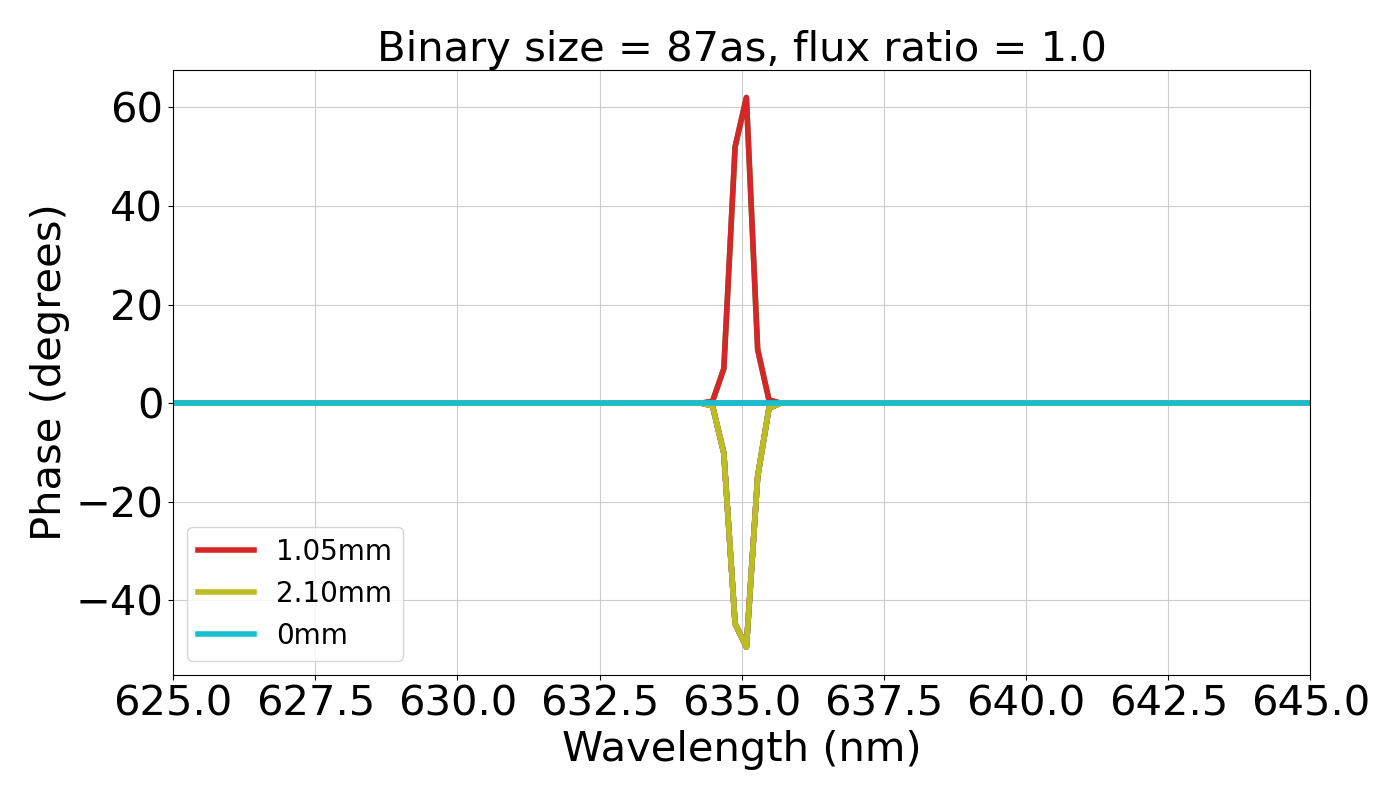 Binary size = 87as, flux ratio = 1.0
60
40
20
0
−20
−40
Phase (degrees)
1.05mm
2.10mm
0mm
625.0 627.5 630.0 632.5 635.0 637.5 640.0 642.5 645.0
Wavelength (nm)